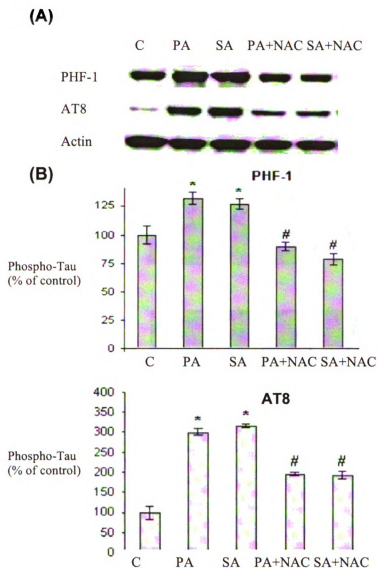 (A)
C PA SA PA+NAC SA+NAC
PHF-1
AT8
Actin
(B)
PHF-1
125
100
75
50
25
0
Phospho-Tau
(% of control)
* * # #
C PA SA PA+NAC SA+NAC
AT8
400
350
300
250
200
150
100
50
0
Phospho-Tau
(% of control)
* * # #
C PA SA PA+NAC SA+NAC